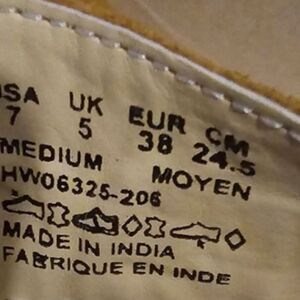 USA UK EUR CM
7 5 38 24.5
MEDIUM MOYEN
HW06325-206
MADE IN INDIA
FABRIQUE EN INDE